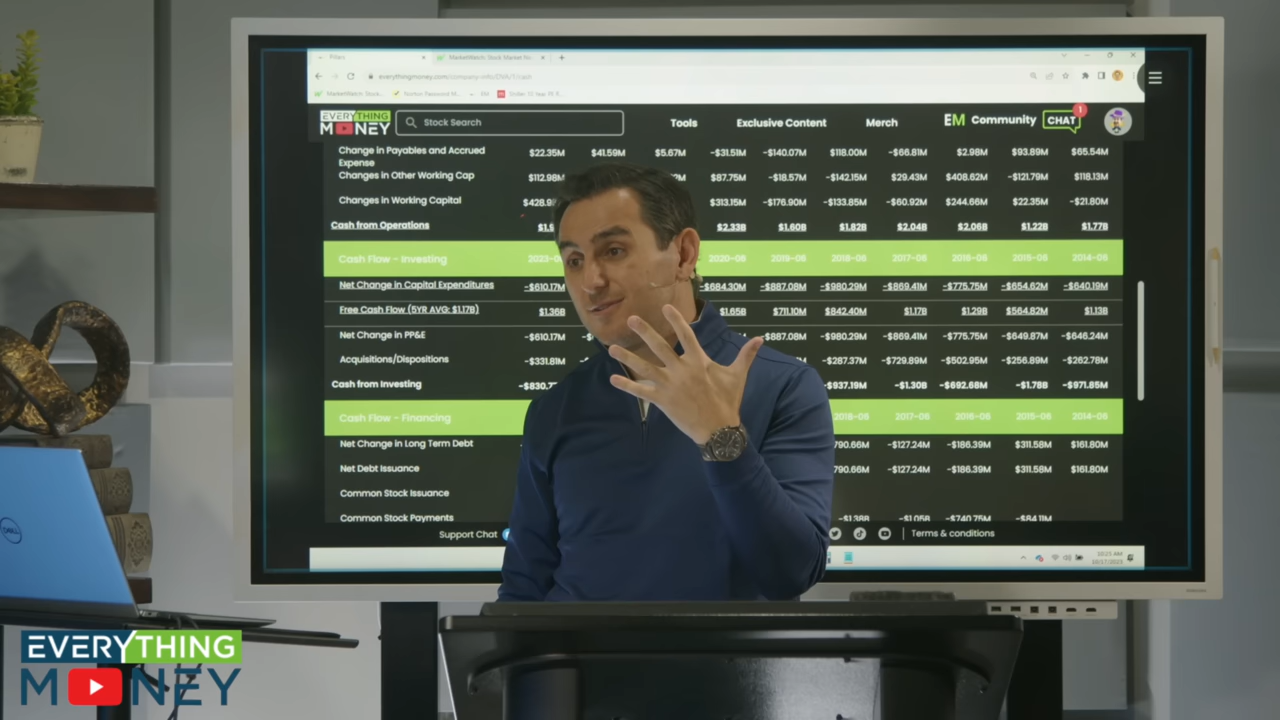 MarketWatch: Stock Market Ne
everythingmoney.com/company-info/DVA/1/cash
MarketWatch: Stock...
EVERYTHING
MONEY
Stock Search
Tools
Exclusive Content
Merch
EM Community
CHAT
1
Change in Payables and Accrued Expense $22.35M $41.59M $5.67M -$31.51M -$140.07M $118.00M -$66.81M $2.98M $93.89M $65.54M
Changes in Other Working Cap $112.98M $87.75M -$18.57M -$142.15M $29.43M $408.62M -$121.79M $118.13M
Changes in Working Capital $313.15M -$176.90M -$133.85M -$60.92M $244.66M $22.35M -$21.80M
Cash from Operations $2.33B $1.60B $1.82B $2.04B $2.06B $1.22B $1.77B
Cash Flow - Investing 2020-06 2019-06 2018-06 2017-06 2016-06 2015-06 2014-06
Net Change in Capital Expenditures -$610.17M -$684.30M -$887.08M -$980.29M -$869.41M -$775.75M -$654.62M -$640.19M
Free Cash Flow (5YR AVG: $1.17B) $1.36B $1.65B $711.10M $842.40M $1.17B $1.29B $564.82M $1.13B
Net Change in PP&E -$610.17M -$887.08M -$980.29M -$869.41M -$775.75M -$649.87M -$646.24M
Acquisitions/Dispositions -$331.81M -$287.37M -$729.89M -$502.95M -$256.89M -$262.78M
Cash from Investing -$937.19M -$1.30B -$692.68M -$1.78B -$971.85M
Cash Flow - Financing 2018-06 2017-06 2016-06 2015-06 2014-06
Net Change in Long Term Debt 790.66M -$127.24M -$186.39M $311.58M $161.80M
Net Debt Issuance 790.66M -$127.24M -$186.39M $311.58M $161.80M
Common Stock Issuance
Common Stock Payments -$1.38B -$1.05B -$740.75M -$84.11M
Support Chat
Terms & conditions
10:25 AM
10/17/2023
DELL
EVERYTHING
MONEY